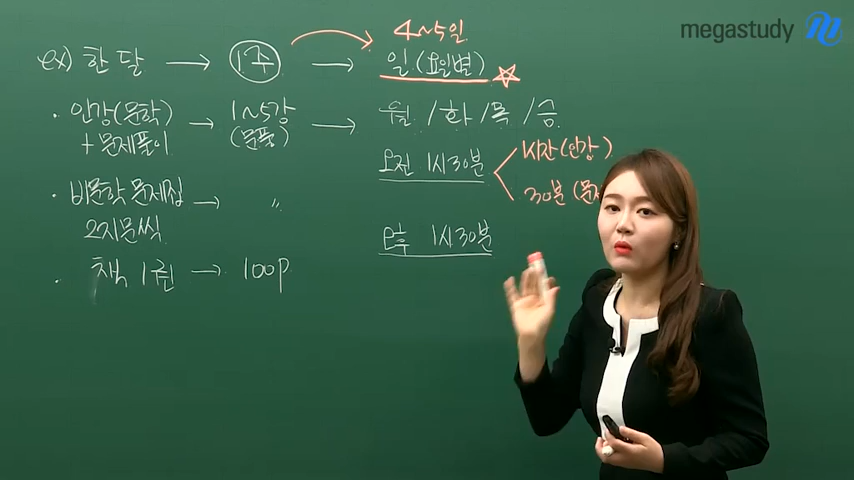 megastudy
4~5일
ex) 한 달 → 1주 → 일(요일별)
· 인강(문학) → 1~5강 → 월 / 화 / 목 / 금
+ 문제풀이 (문풀)
오전 1시30분 1시간(인강)
30분(문
· 비문학 문제집 → 〃
2지문씩
오후 1시30분
· 책 1권 → 100p